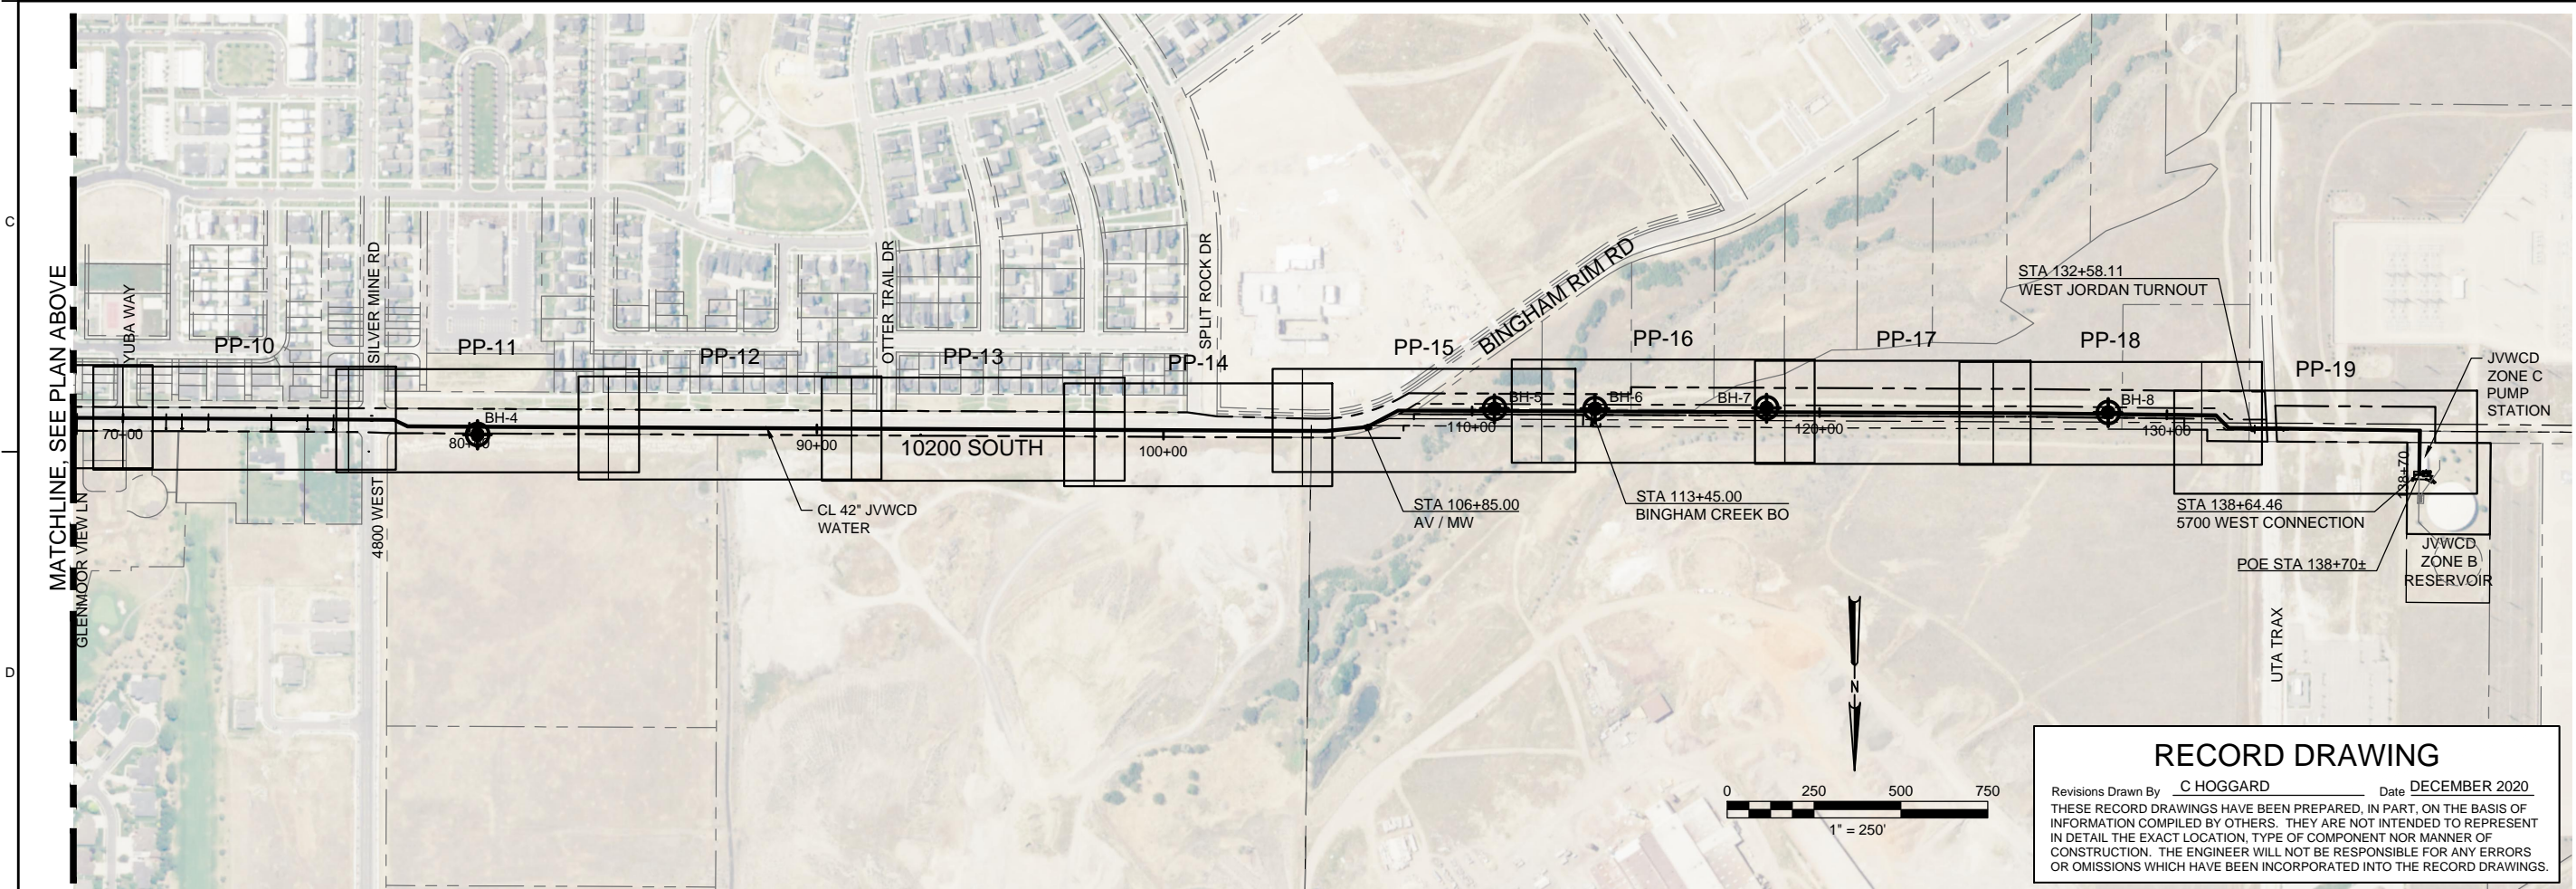 C
D
MATCHLINE, SEE PLAN ABOVE
YUBA WAY
GLENMOOR VIEW LN
SILVER MINE RD
4800 WEST
OTTER TRAIL DR
SPLIT ROCK DR
BINGHAM RIM RD
PP-10
PP-11
PP-12
PP-13
PP-14
PP-15
PP-16
PP-17
PP-18
PP-19
70+00
BH-4
90+00
10200 SOUTH
100+00
110+00
BH-5
BH-6
BH-7
120+00
BH-8
130+00
138+70
CL 42" JVWCD
WATER
STA 106+85.00
AV / MW
STA 113+45.00
BINGHAM CREEK BO
STA 132+58.11
WEST JORDAN TURNOUT
JVWCD
ZONE C
PUMP
STATION
STA 138+64.46
5700 WEST CONNECTION
POE STA 138+70±
JVWCD
ZONE B
RESERVOIR
UTA TRAX
N
0 250 500 750
1" = 250'
RECORD DRAWING
Revisions Drawn By C HOGGARD Date DECEMBER 2020
THESE RECORD DRAWINGS HAVE BEEN PREPARED, IN PART, ON THE BASIS OF
INFORMATION COMPILED BY OTHERS. THEY ARE NOT INTENDED TO REPRESENT
IN DETAIL THE EXACT LOCATION, TYPE OF COMPONENT NOR MANNER OF
CONSTRUCTION. THE ENGINEER WILL NOT BE RESPONSIBLE FOR ANY ERRORS
OR OMISSIONS WHICH HAVE BEEN INCORPORATED INTO THE RECORD DRAWINGS.